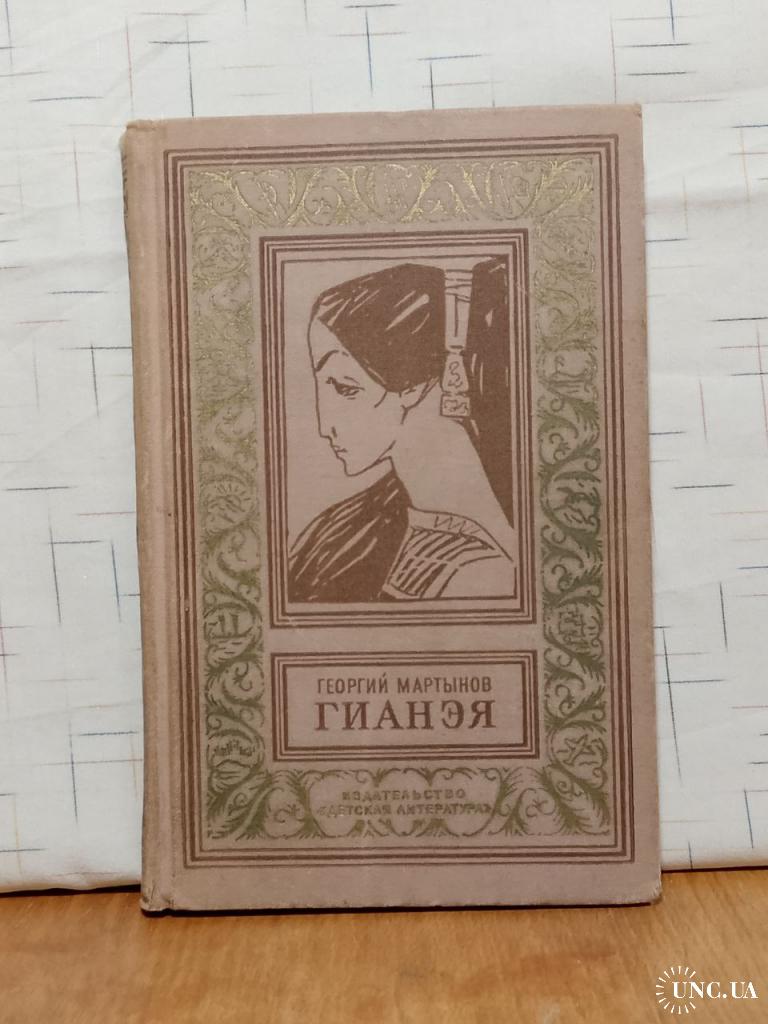 ГЕОРГИЙ МАРТЫНОВ
ГИАНЭЯ
ИЗДАТЕЛЬСТВО
«ДЕТСКАЯ ЛИТЕРАТУРА»
UNC.UA